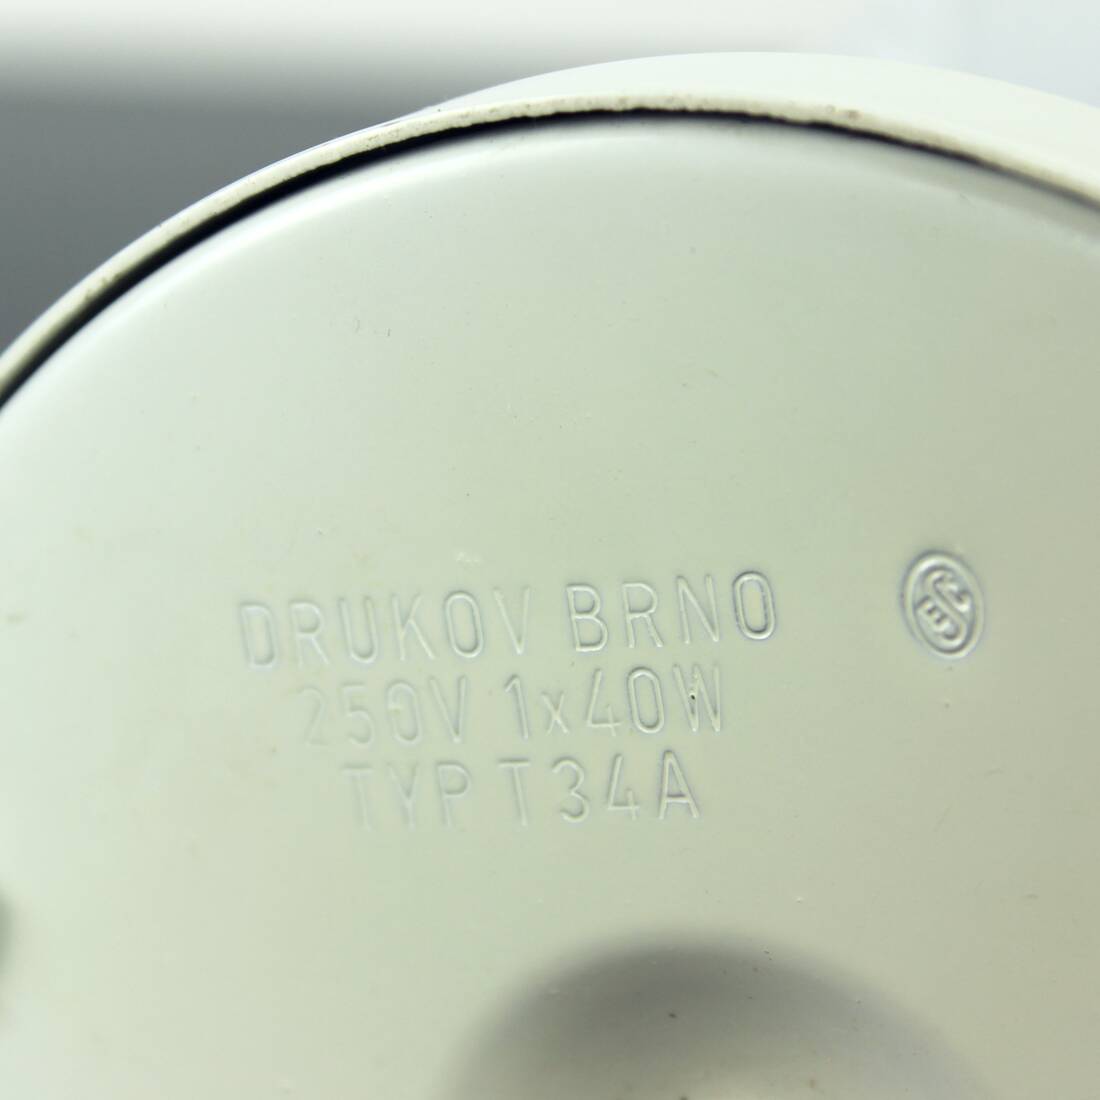 DRUKOV BRNO
250V 1x40W
TYP T34A